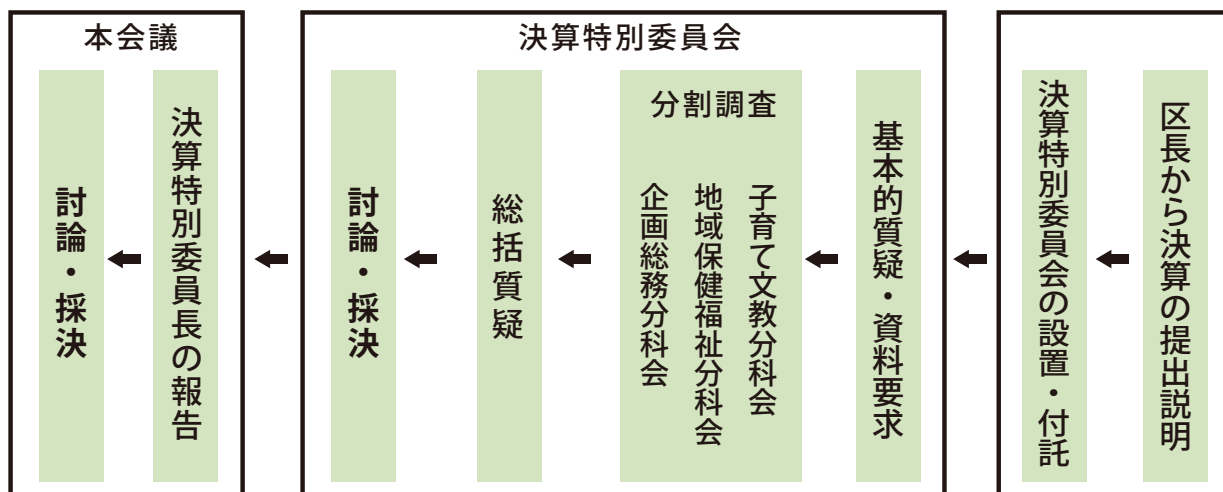 区長から決算の提出説明
決算特別委員会の設置・付託
決算特別委員会
基本的質疑・資料要求
分割調査
子育て文教分科会
地域保健福祉分科会
企画総務分科会
総括質疑
討論・採決
本会議
決算特別委員長の報告
討論・採決